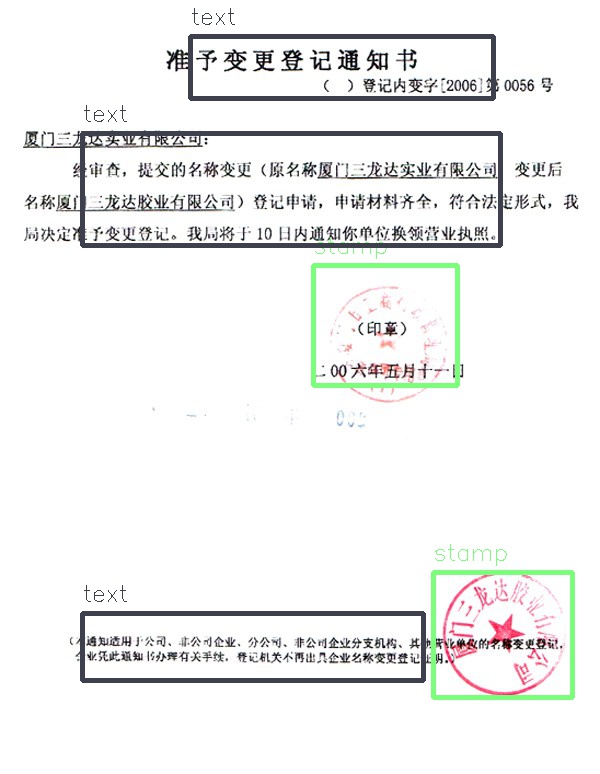 text
准予变更登记通知书
（ ）登记内变字[2006]第0056号
text
厦门三龙达实业有限公司：
经审查，提交的名称变更（原名称厦门三龙达实业有限公司 变更后
名称厦门三龙达胶业有限公司）登记申请，申请材料齐全，符合法定形式，我
局决定准予变更登记。我局将于10日内通知你单位换领营业执照。
stamp
（印章）
二00六年五月十一日
stamp
厦门三龙达胶业有限公司
text
（本通知适用于公司、非公司企业、分公司、非公司企业分支机构、其他营业单位的名称变更登记，
企业凭此通知书办理有关手续，登记机关不再出具企业名称变更登记证明。）